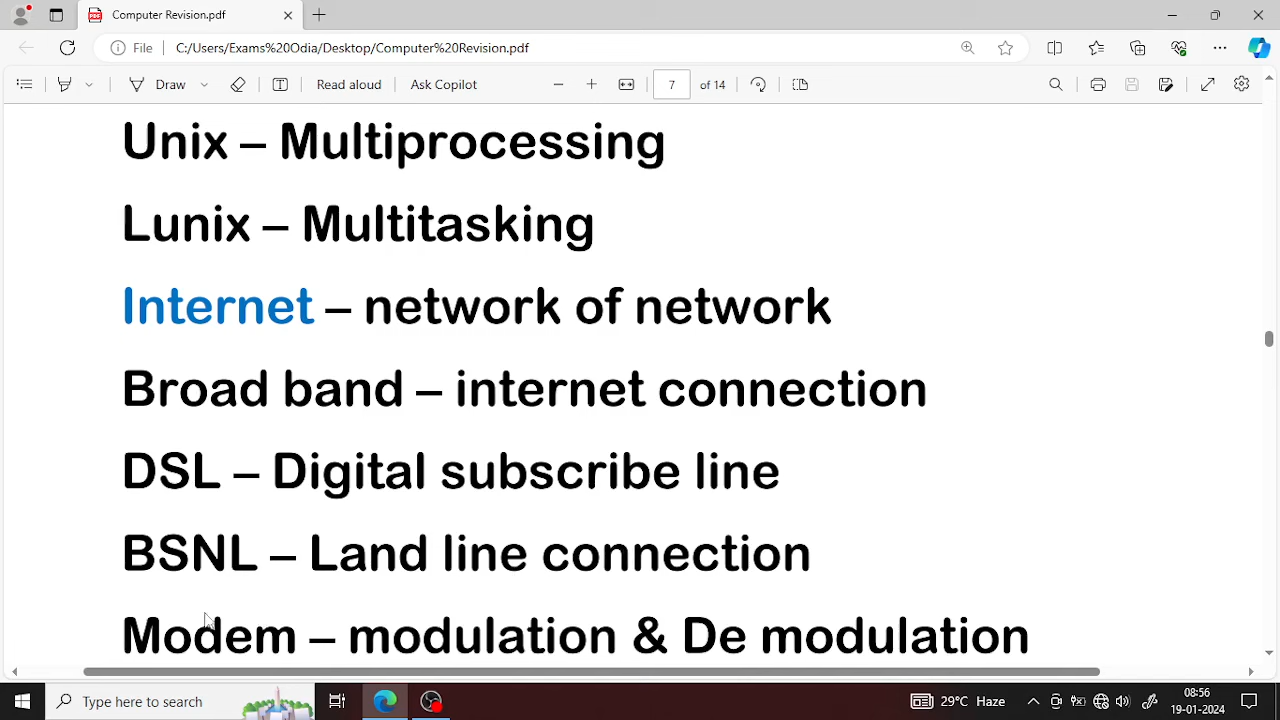 Computer Revision.pdf
File
C:/Users/Exams%20Odia/Desktop/Computer%20Revision.pdf
Draw
Read aloud
Ask Copilot
7
of 14
Unix – Multiprocessing
Lunix – Multitasking
Internet – network of network
Broad band – internet connection
DSL – Digital subscribe line
BSNL – Land line connection
Modem – modulation & De modulation
Type here to search
29°C Haze
08:56
19-01-2024